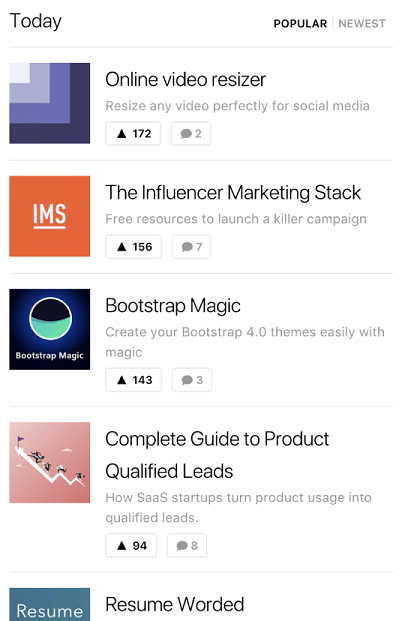 Today
POPULAR NEWEST
Online video resizer
Resize any video perfectly for social media
172 2
IMS
The Influencer Marketing Stack
Free resources to launch a killer campaign
156 7
Bootstrap Magic
Bootstrap Magic
Create your Bootstrap 4.0 themes easily with
magic
143 3
Complete Guide to Product
Qualified Leads
How SaaS startups turn product usage into
qualified leads.
94 8
Resume
Resume Worded